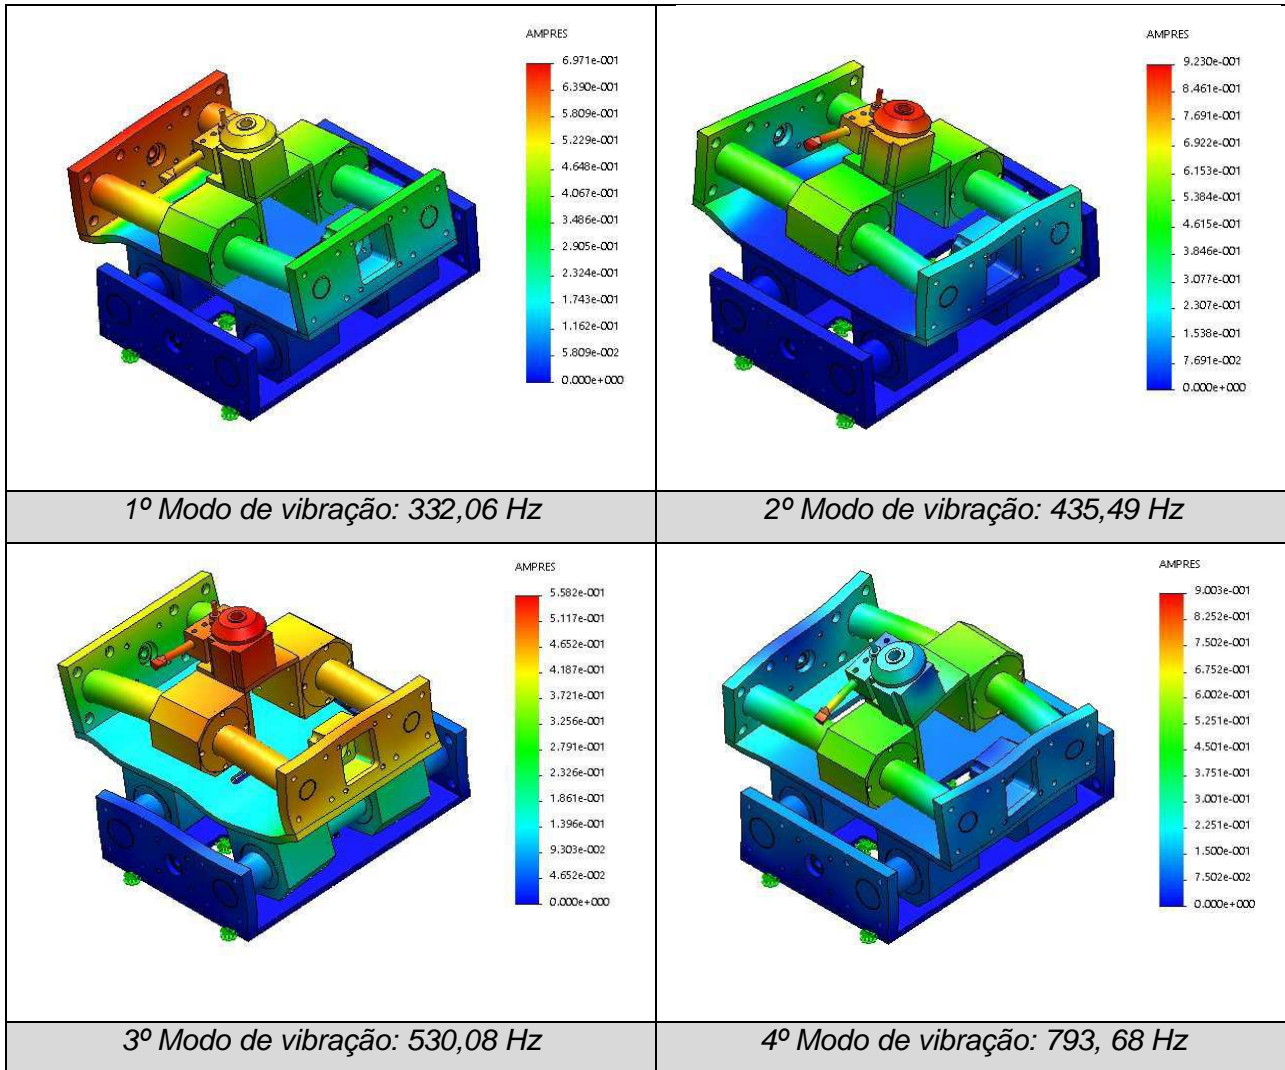 AMPRES
6.971e-001
6.390e-001
5.809e-001
5.229e-001
4.648e-001
4.067e-001
3.486e-001
2.905e-001
2.324e-001
1.743e-001
1.162e-001
5.809e-002
0.000e+000
1º Modo de vibração: 332,06 Hz
AMPRES
9.230e-001
8.461e-001
7.691e-001
6.922e-001
6.153e-001
5.384e-001
4.615e-001
3.846e-001
3.077e-001
2.307e-001
1.538e-001
7.691e-002
0.000e+000
2º Modo de vibração: 435,49 Hz
AMPRES
5.582e-001
5.117e-001
4.652e-001
4.187e-001
3.721e-001
3.256e-001
2.791e-001
2.326e-001
1.861e-001
1.396e-001
9.303e-002
4.652e-002
0.000e+000
3º Modo de vibração: 530,08 Hz
AMPRES
9.003e-001
8.252e-001
7.502e-001
6.752e-001
6.002e-001
5.251e-001
4.501e-001
3.751e-001
3.001e-001
2.251e-001
1.500e-001
7.502e-002
0.000e+000
4º Modo de vibração: 793, 68 Hz